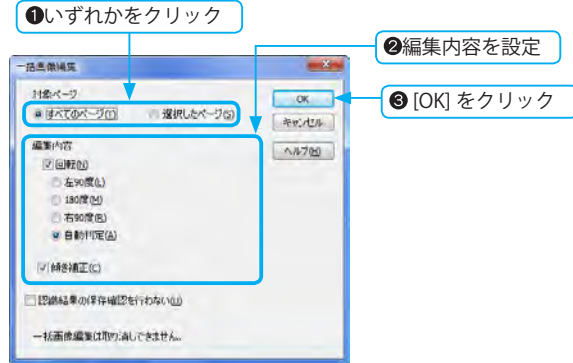 ❶いずれかをクリック
❷編集内容を設定
一括画像編集
対象ページ
すべてのページ(T)
選択したページ(S)
OK
❸ [OK] をクリック
キャンセル
編集内容
ヘルプ(H)
回転(N)
左90度(L)
180度(M)
右90度(R)
自動判定(A)
傾き補正(C)
認識結果の保存確認を行わない(U)
一括画像編集は取り消しできません。